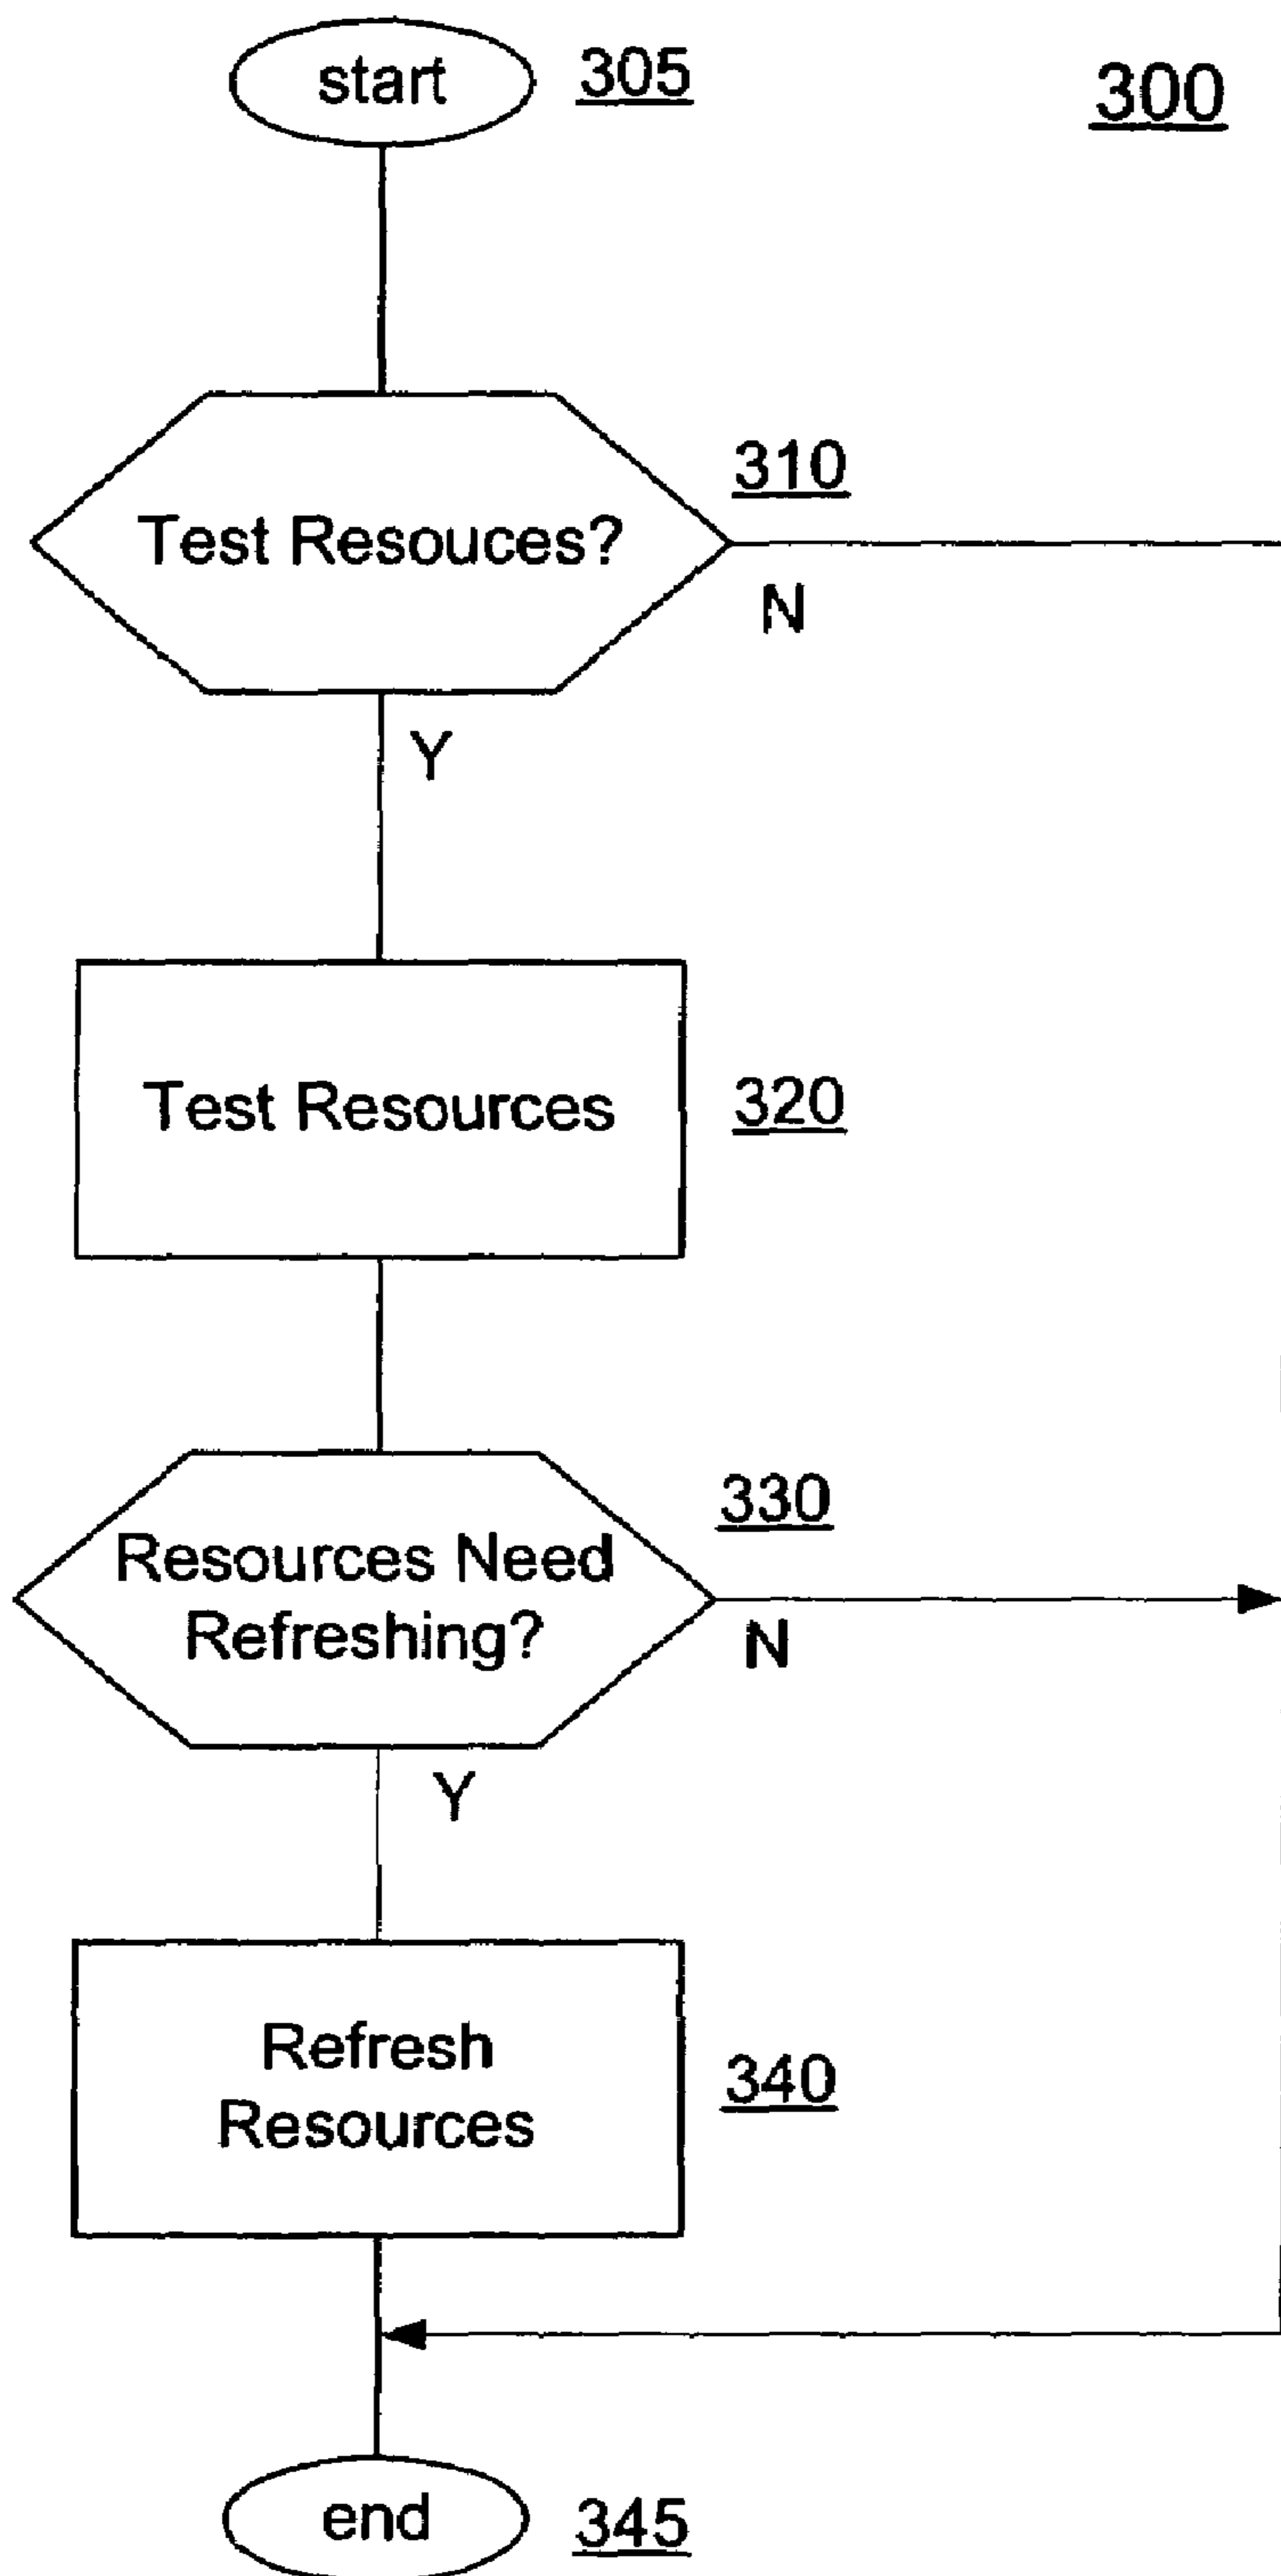 start 305
300
310
Test Resouces?
N
Y
Test Resources 320
330
Resources Need
Refreshing?
N
Y
Refresh
Resources
340
end 345